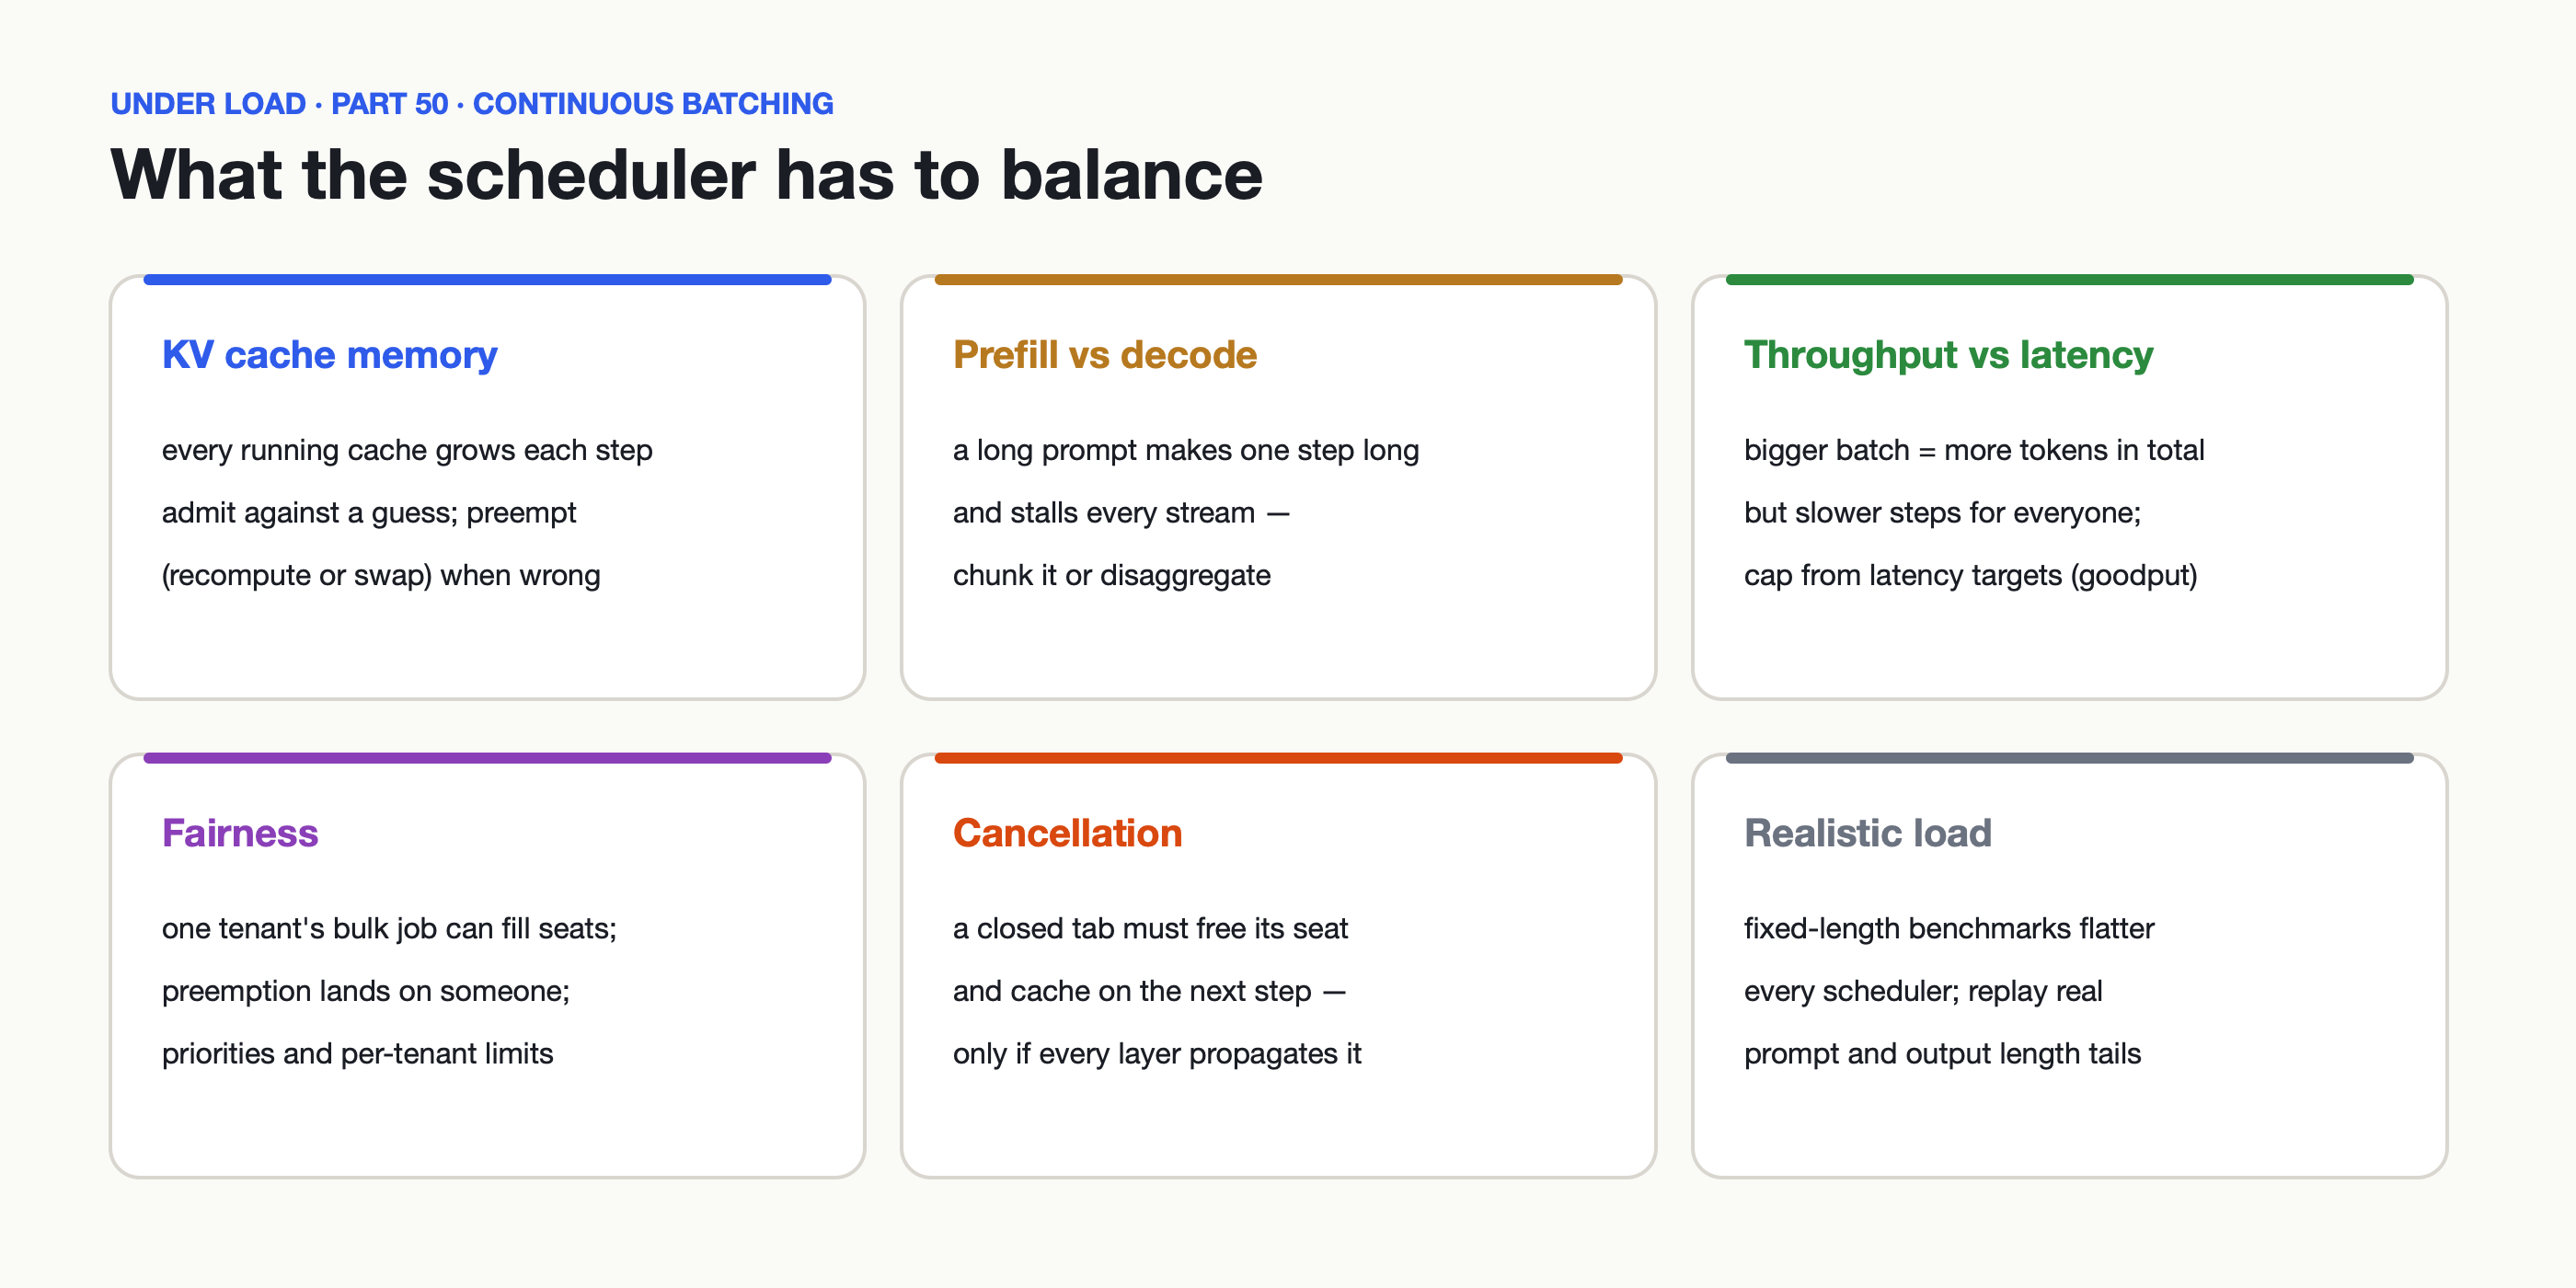 UNDER LOAD · PART 50 · CONTINUOUS BATCHING
What the scheduler has to balance
KV cache memory
every running cache grows each step
admit against a guess; preempt
(recompute or swap) when wrong
Prefill vs decode
a long prompt makes one step long
and stalls every stream —
chunk it or disaggregate
Throughput vs latency
bigger batch = more tokens in total
but slower steps for everyone;
cap from latency targets (goodput)
Fairness
one tenant's bulk job can fill seats;
preemption lands on someone;
priorities and per-tenant limits
Cancellation
a closed tab must free its seat
and cache on the next step —
only if every layer propagates it
Realistic load
fixed-length benchmarks flatter
every scheduler; replay real
prompt and output length tails